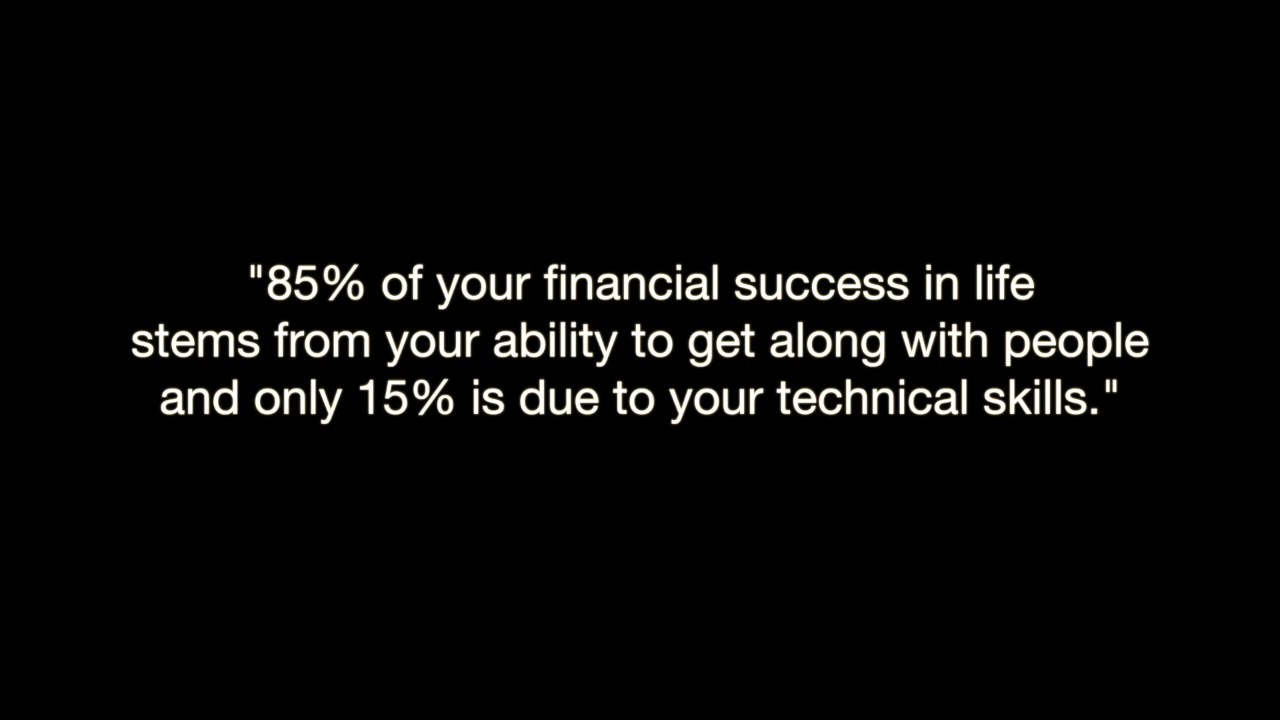 "85% of your financial success in life
stems from your ability to get along with people
and only 15% is due to your technical skills."